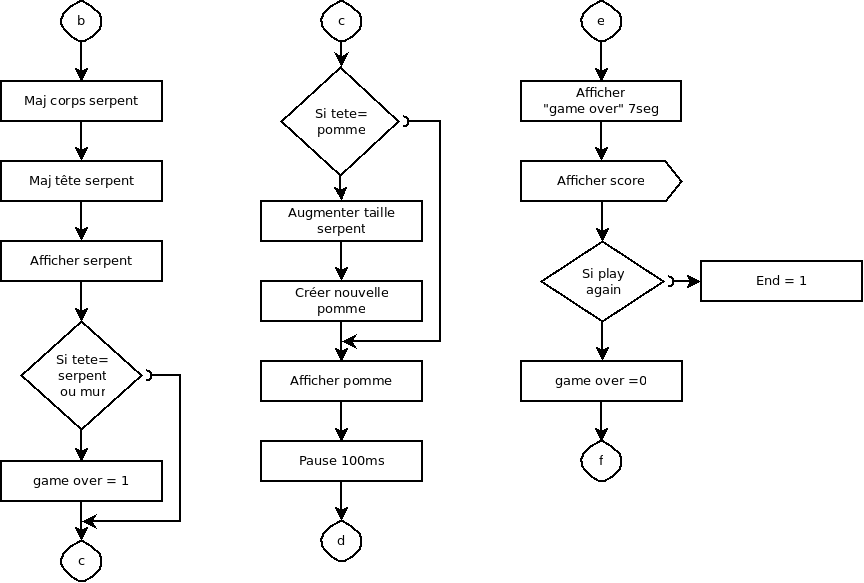 b
Maj corps serpent
Maj tête serpent
Afficher serpent
Si tete=
serpent
ou mur
game over = 1
c
c
Si tete=
pomme
Augmenter taille
serpent
Créer nouvelle
pomme
Afficher pomme
Pause 100ms
d
e
Afficher
"game over" 7seg
Afficher score
Si play
again
End = 1
game over =0
f